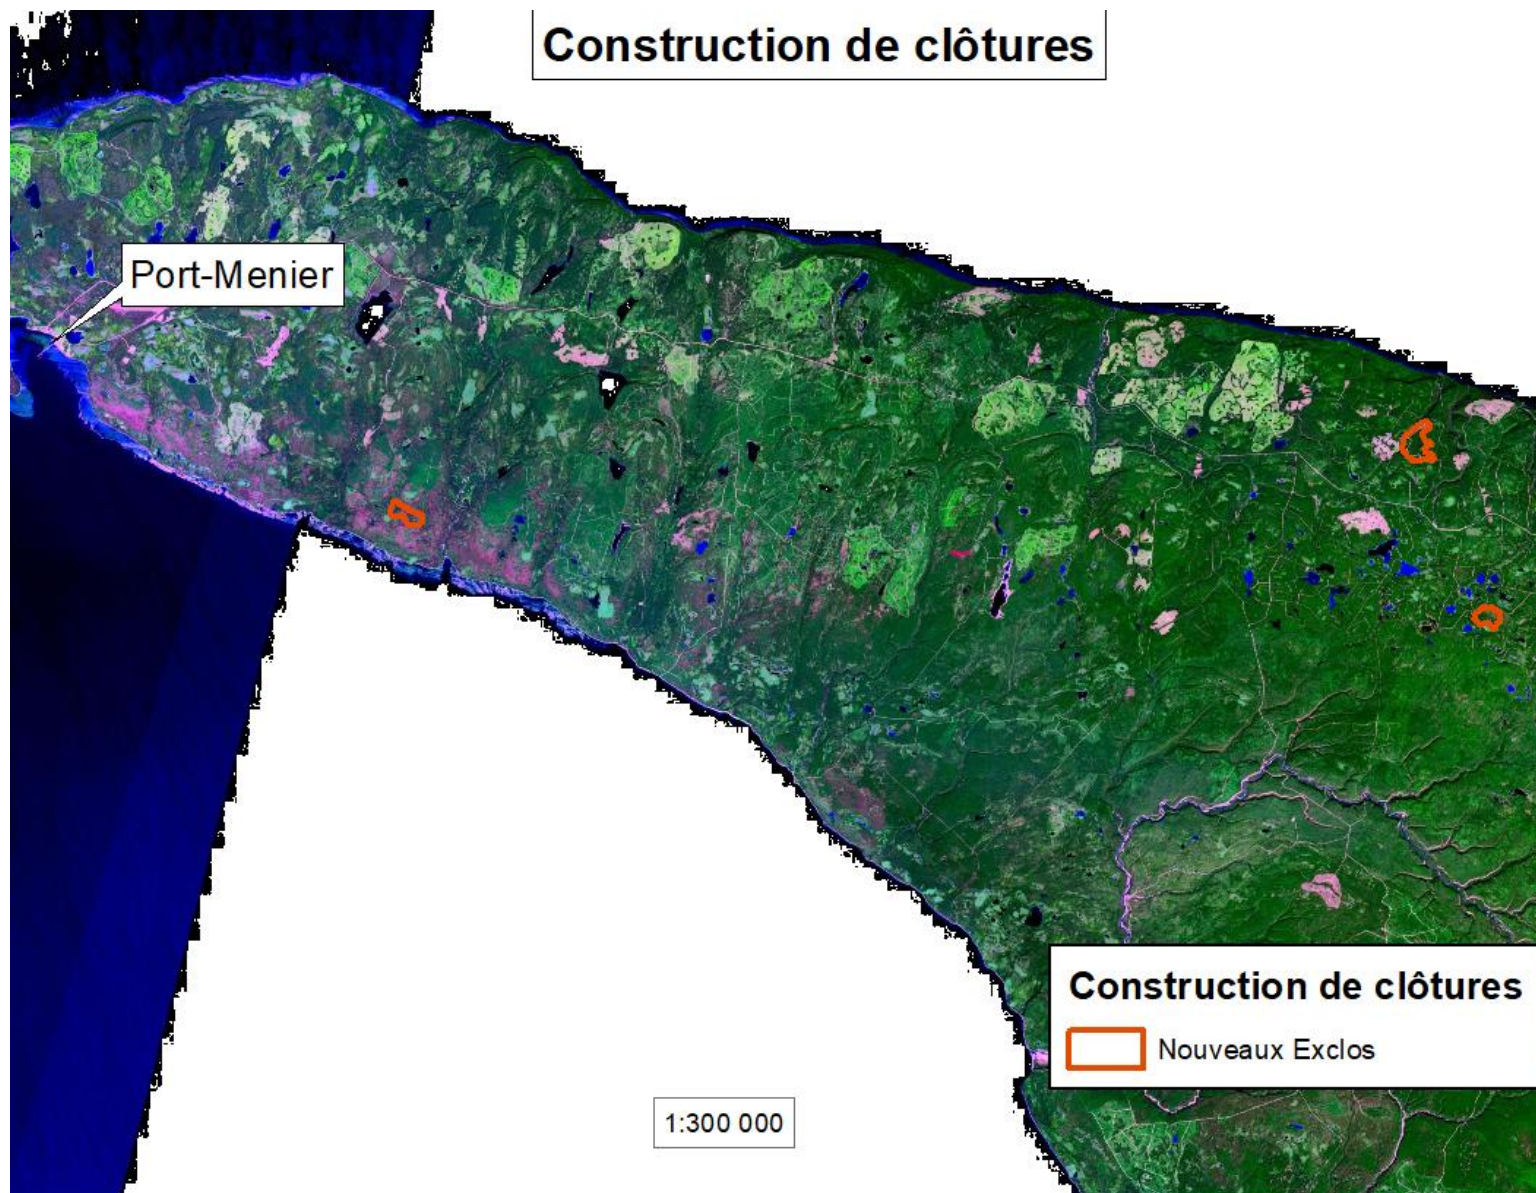 Construction de clôtures
Port-Menier
Construction de clôtures
Nouveaux Exclos
1:300 000